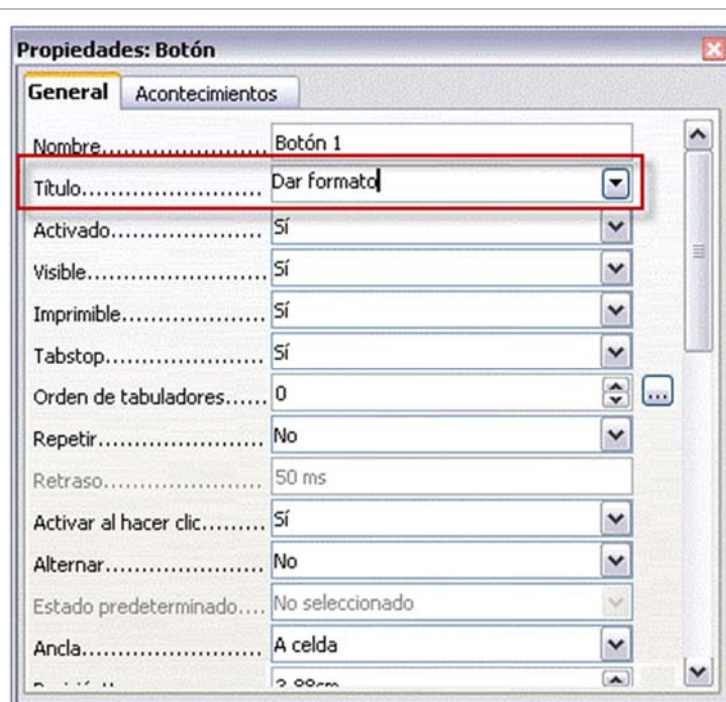 Propiedades: Botón
General Acontecimientos
Nombre...................... Botón 1
Título........................ Dar formato
Activado..................... Sí
Visible........................ Sí
Imprimible................... Sí
Tabstop...................... Sí
Orden de tabuladores...... 0 ...
Repetir....................... No
Retraso...................... 50 ms
Activar al hacer clic......... Sí
Alternar...................... No
Estado predeterminado.... No seleccionado
Ancla......................... A celda